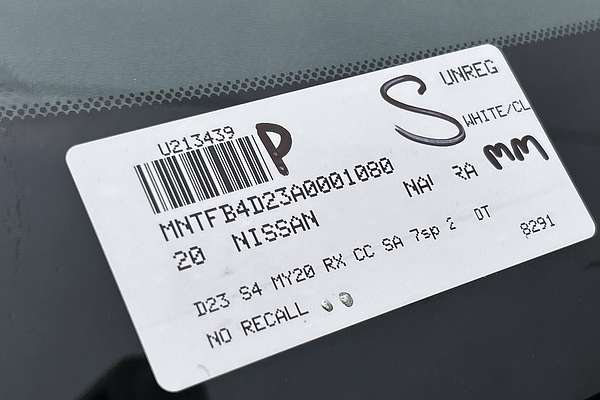 UNREG
S
U213439
P
WHITE/CL
MNTFB4D23A0001080
MM
20 NISSAN NA' RA
D23 S4 MY20 RX CC SA 7sp 2 DT 8291
NO RECALL